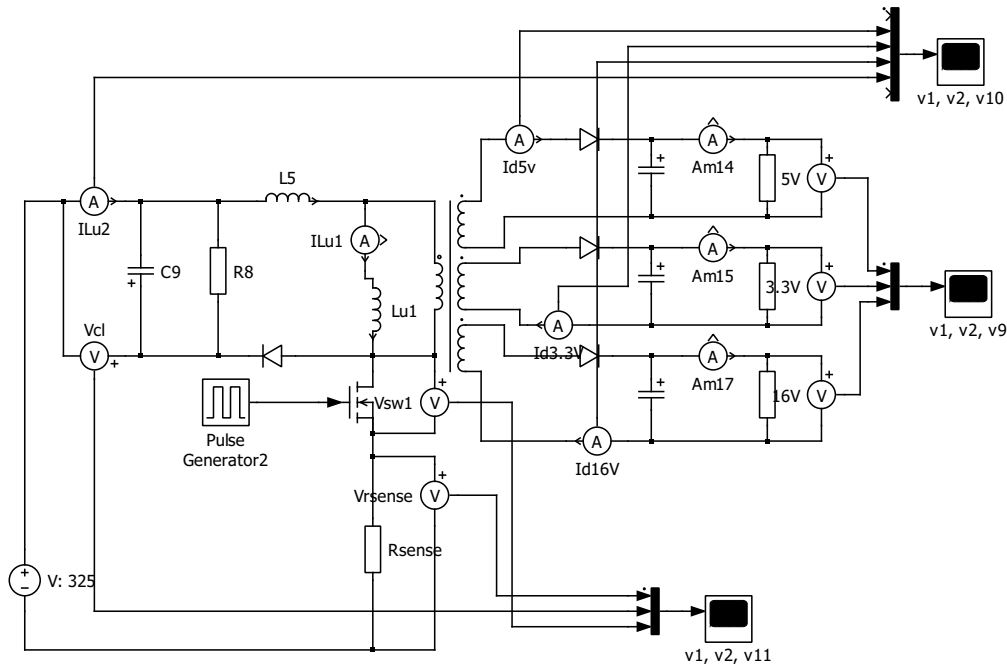 v1, v2, v10
A
Id5v
A
Am14
5V
V
L5
A
ILu2
ILu1
A
C9
R8
Lu1
A
Am15
3.3V
V
A
Id3.3V
v1, v2, v9
Vcl
V
Vsw1
V
A
Am17
16V
V
A
Id16V
Pulse
Generator2
Vrsense
V
Rsense
V: 325
v1, v2, v11